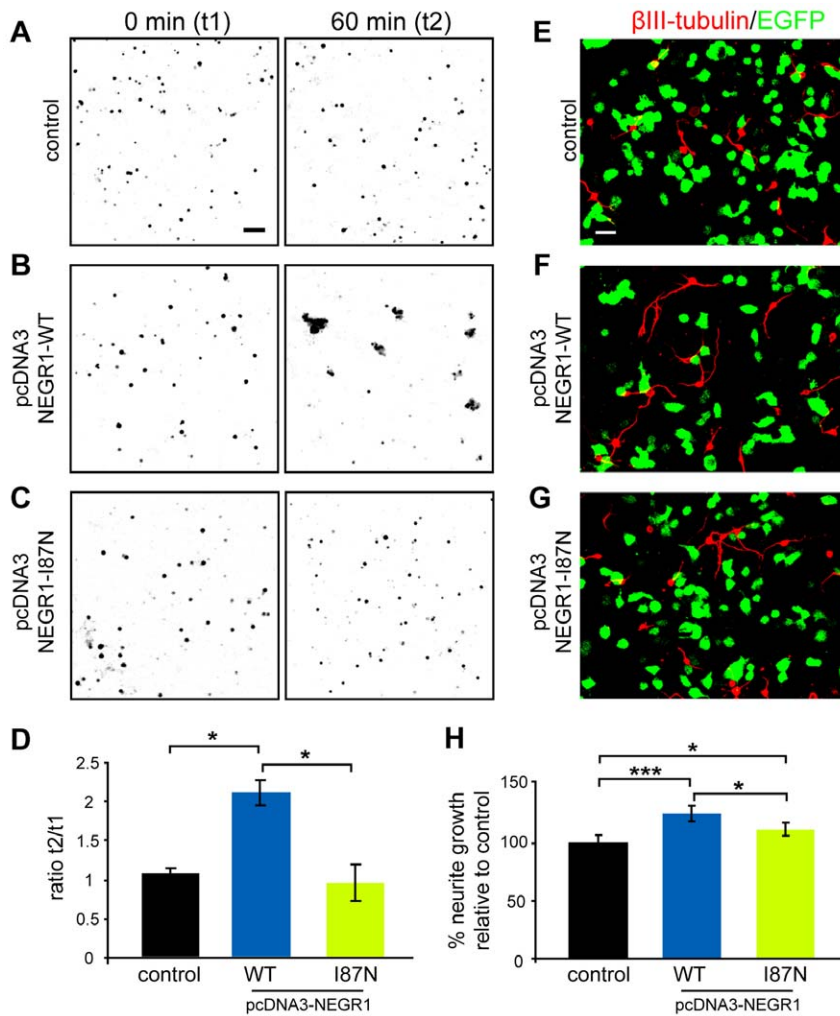 A
0 min (t1)
60 min (t2)
control
B
pcDNA3
NEGR1-WT
C
pcDNA3
NEGR1-I87N
D
*
*
ratio t2/t1
2.5
2
1.5
1
0.5
0
control
WT
I87N
pcDNA3-NEGR1
E
βIII-tubulin/EGFP
control
F
pcDNA3
NEGR1-WT
G
pcDNA3
NEGR1-I87N
H
*
***
*
% neurite growth
relative to control
150
100
50
0
control
WT
I87N
pcDNA3-NEGR1